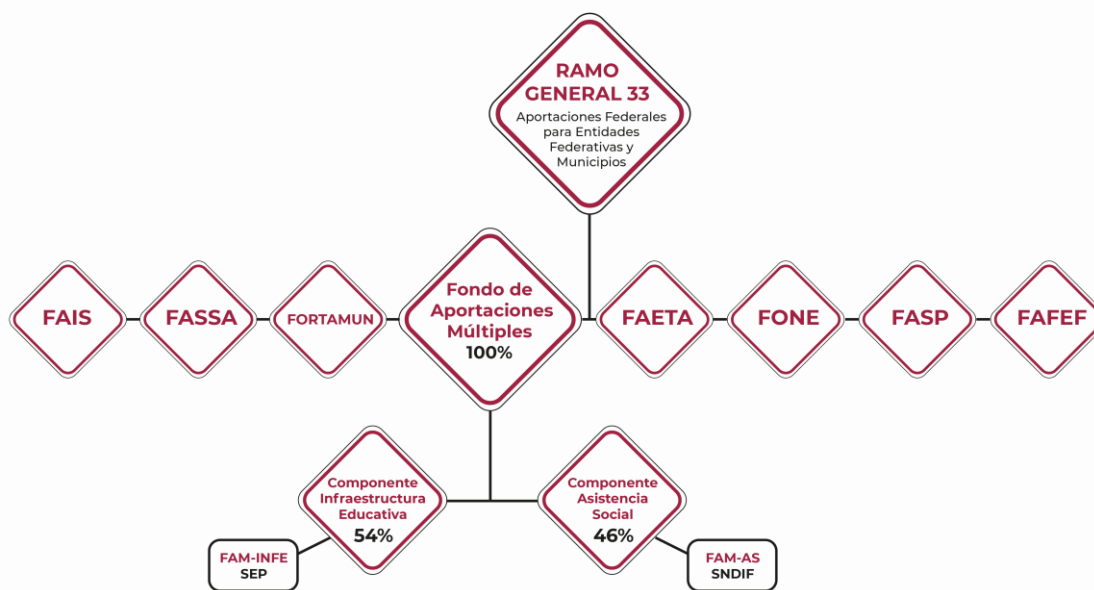 RAMO
GENERAL 33
Aportaciones Federales
para Entidades
Federativas y
Municipios
FAIS
FASSA
FORTAMUN
Fondo de
Aportaciones
Múltiples
100%
FAETA
FONE
FASP
FAFEF
Componente
Infraestructura
Educativa
54%
Componente
Asistencia
Social
46%
FAM-INFE
SEP
FAM-AS
SNDIF